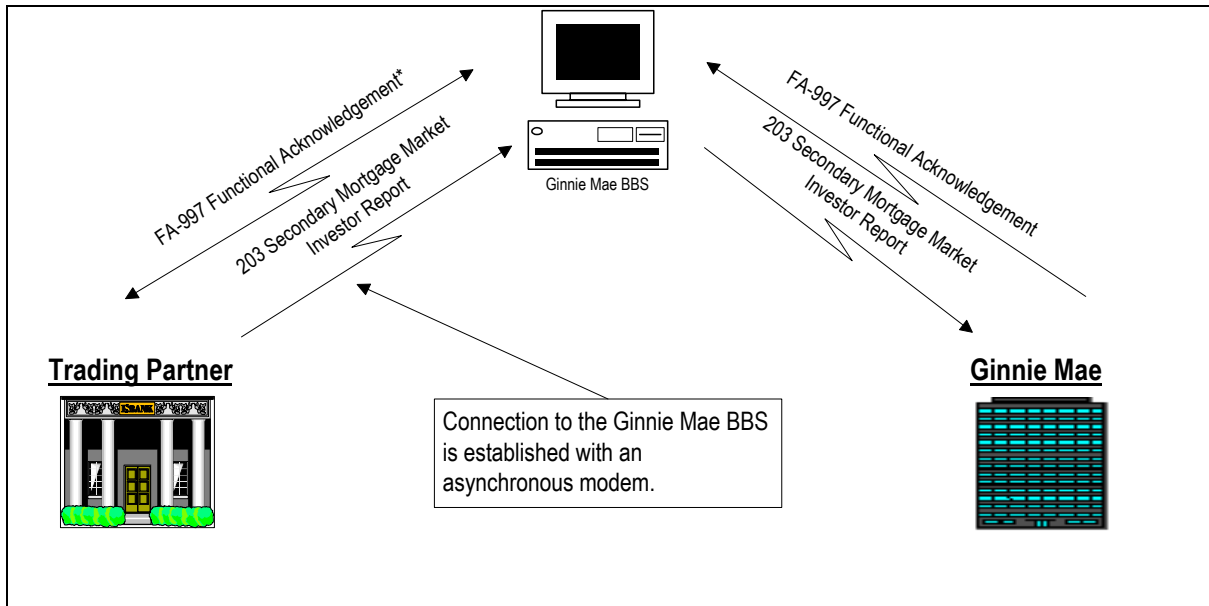 FA-997 Functional Acknowledgement*
203 Secondary Mortgage Market
Investor Report
Ginnie Mae BBS
FA-997 Functional Acknowledgement
203 Secondary Mortgage Market
Investor Report
Trading Partner
BANK
Ginnie Mae
Connection to the Ginnie Mae BBS
is established with an
asynchronous modem.